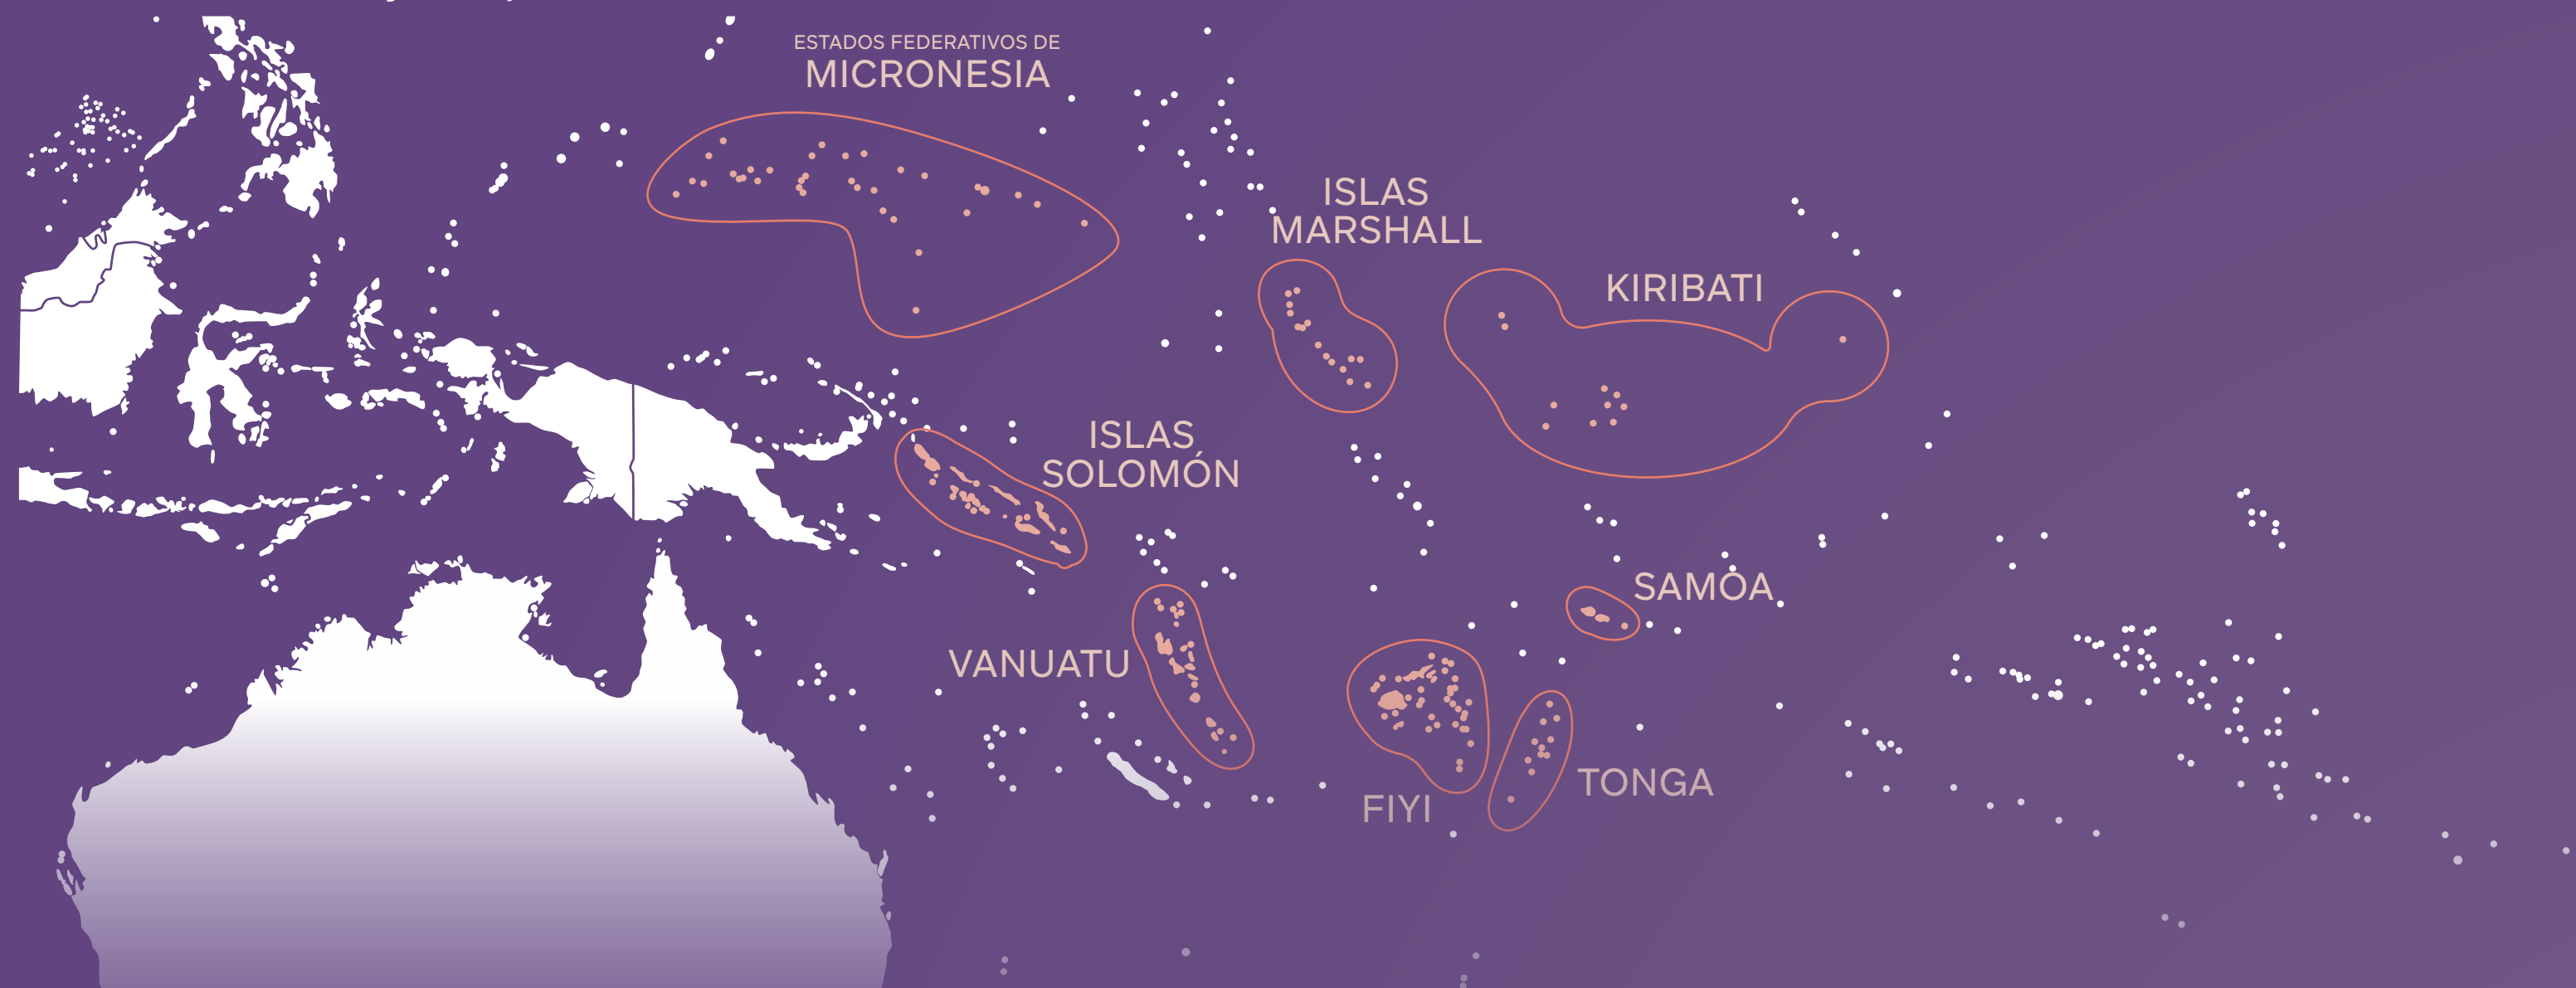 ESTADOS FEDERATIVOS DE
MICRONESIA
ISLAS
MARSHALL
KIRIBATI
ISLAS
SOLOMÓN
SAMOA
VANUATU
TONGA
FIYI